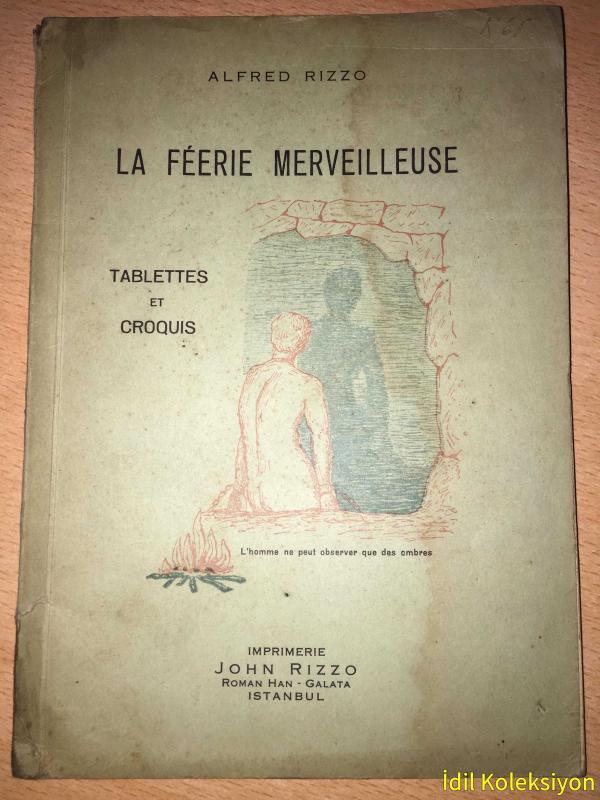 ALFRED RIZZO
LA FÉERIE MERVEILLEUSE
TABLETTES
ET
CROQUIS
L'homme ne peut observer que des ombres
IMPRIMERIE
JOHN RIZZO
ROMAN HAN - GALATA
ISTANBUL
İdil Koleksiyon